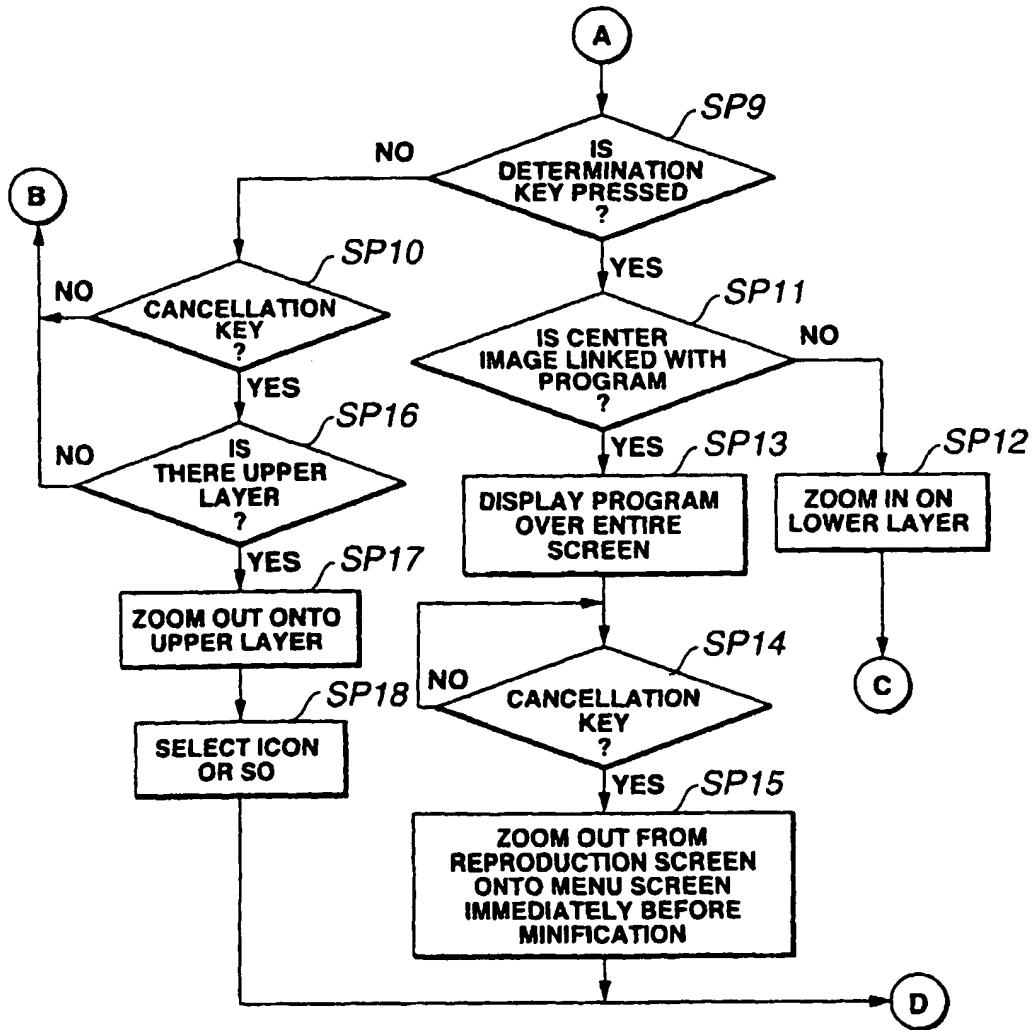 A
SP9
IS
DETERMINATION
KEY PRESSED
?
NO
YES
B
SP10
CANCELLATION
KEY
?
NO
YES
SP11
IS CENTER
IMAGE LINKED WITH
PROGRAM
?
NO
YES
SP16
IS
THERE UPPER
LAYER
?
NO
YES
SP13
DISPLAY PROGRAM
OVER ENTIRE
SCREEN
SP12
ZOOM IN ON
LOWER LAYER
C
SP17
ZOOM OUT ONTO
UPPER LAYER
SP14
CANCELLATION
KEY
?
NO
YES
SP18
SELECT ICON
OR SO
SP15
ZOOM OUT FROM
REPRODUCTION SCREEN
ONTO MENU SCREEN
IMMEDIATELY BEFORE
MINIFICATION
D